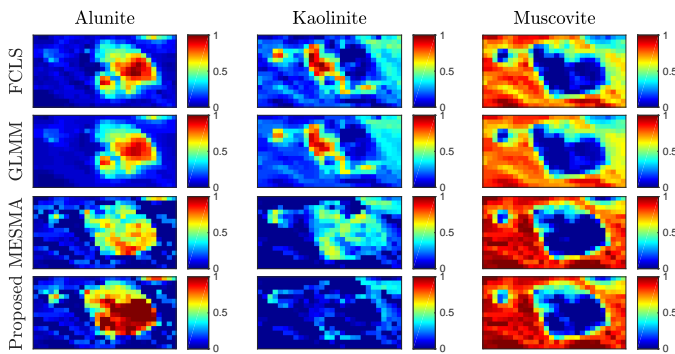 Alunite Kaolinite Muscovite
FCLS 1 0.5 0 1 0.5 0 1 0.5 0
GLMM 1 0.5 0 1 0.5 0 1 0.5 0
MESMA 1 0.5 0 1 0.5 0 1 0.5 0
Proposed 1 0.5 0 1 0.5 0 1 0.5 0